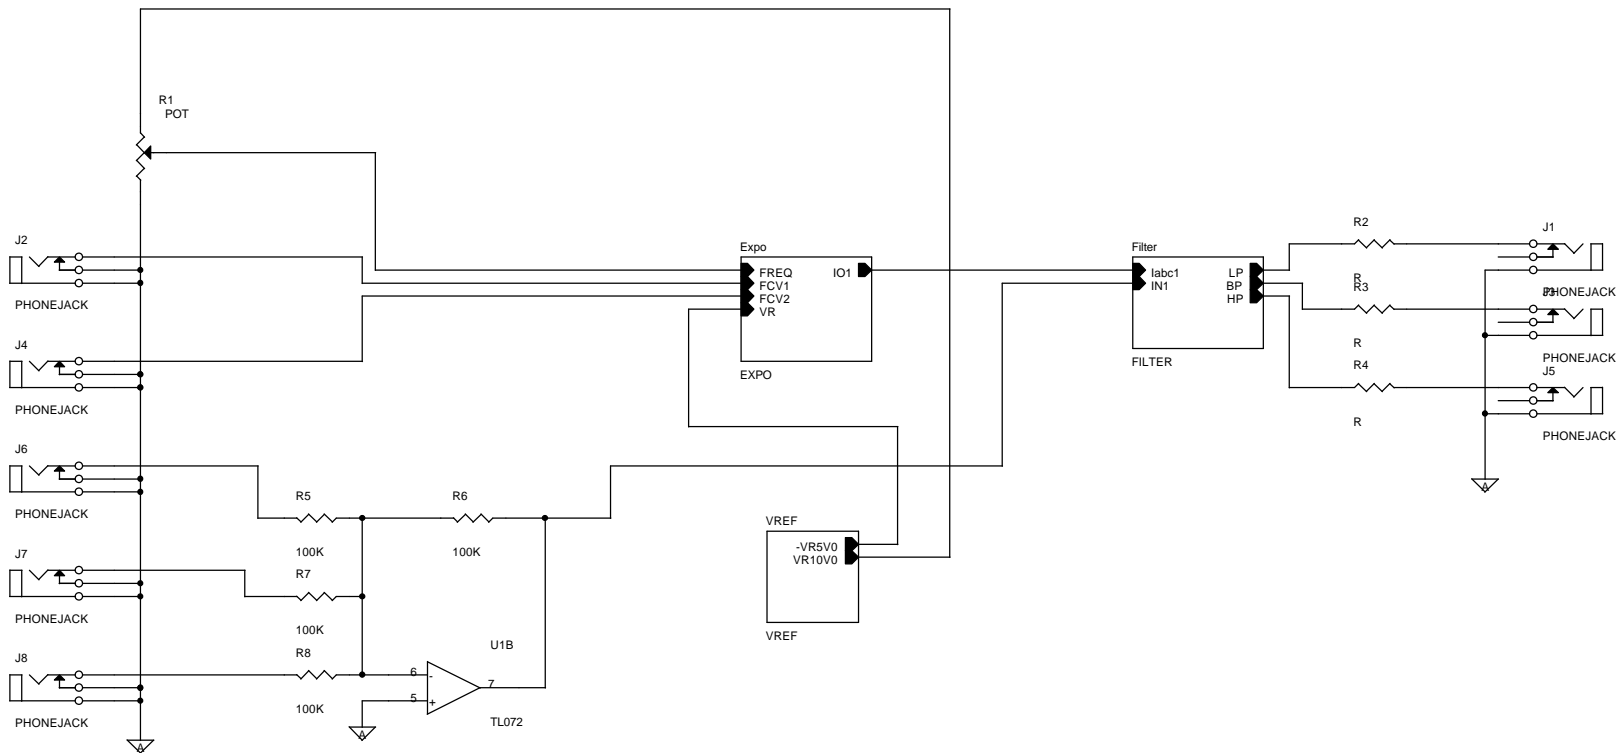 R1
POT
J2
PHONEJACK
J4
PHONEJACK
J6
PHONEJACK
J7
PHONEJACK
J8
PHONEJACK
A
R5
100K
R7
100K
R8
100K
R6
100K
A
6
-
5
+
7
U1B
TL072
Expo
FREQ
FCV1
FCV2
VR
IO1
EXPO
VREF
-VR5V0
VR10V0
VREF
Filter
Iabc1
IN1
LP
BP
HP
FILTER
R2
R
R3
R
R4
R
J1
PHONEJACK
J3
PHONEJACK
J5
PHONEJACK
A